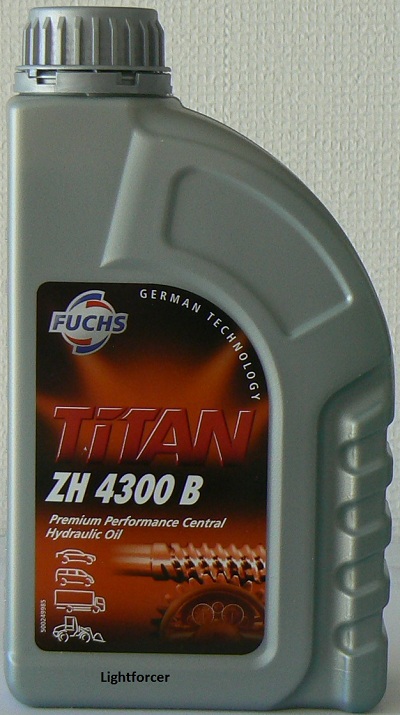 FUCHS
GERMAN TECHNOLOGY
TiTAN
ZH 4300 B
Premium Performance Central
Hydraulic Oil
Lightforcer